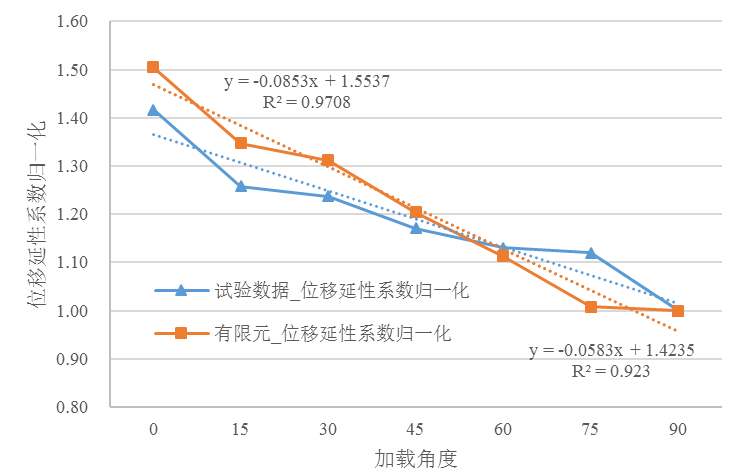 1.60
1.50
1.40
1.30
1.20
1.10
1.00
0.90
0.80
位移延性系数归一化
y = -0.0853x + 1.5537
R² = 0.9708
试验数据_位移延性系数归一化
有限元_位移延性系数归一化
y = -0.0583x + 1.4235
R² = 0.923
0 15 30 45 60 75 90
加载角度